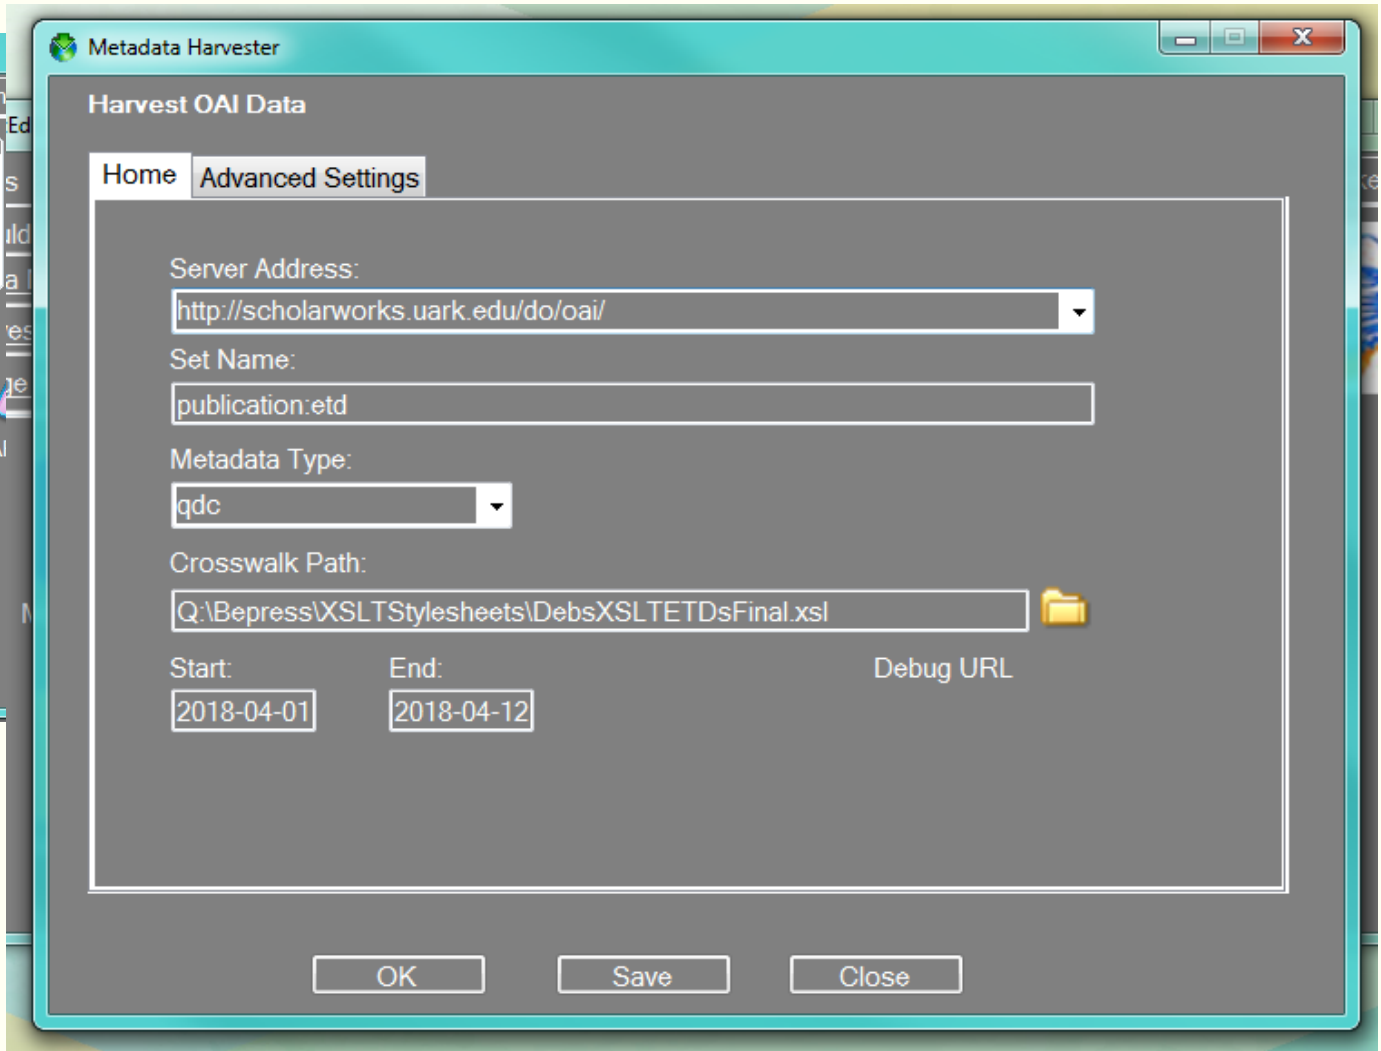 Metadata Harvester
Harvest OAI Data
Home
Advanced Settings
Server Address:
http://scholarworks.uark.edu/do/oai/
Set Name:
publication:etd
Metadata Type:
qdc
Crosswalk Path:
Q:\Bepress\XSLTStylesheets\DebsXSLTETDsFinal.xsl
Start:
End:
Debug URL
2018-04-01
2018-04-12
OK
Save
Close